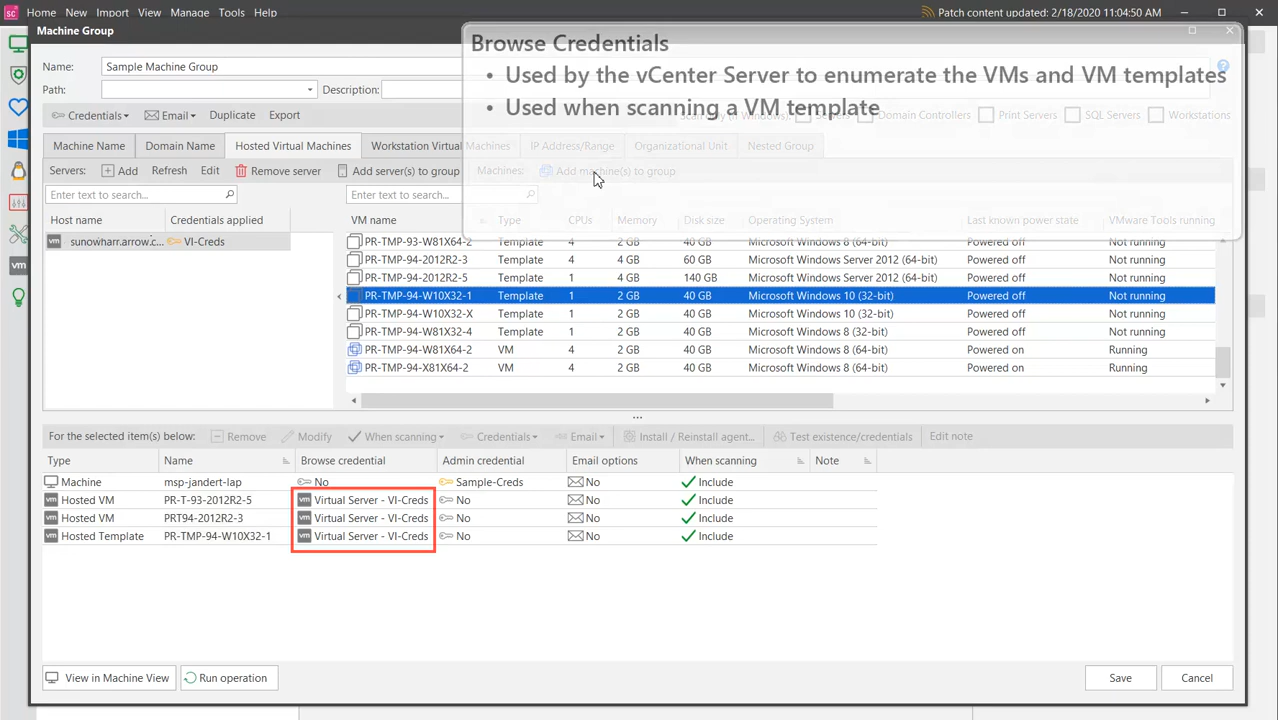 SC Home New Import View Manage Tools Help Patch content updated: 2/18/2020 11:04:50 AM
Machine Group
Browse Credentials
• Used by the vCenter Server to enumerate the VMs and VM templates
• Used when scanning a VM template
Name: Sample Machine Group
Path: Description:
Credentials Email Duplicate Export Domain Controllers Print Servers SQL Servers Workstations
Machine Name Domain Name Hosted Virtual Machines Workstation Virtual Machines IP Address/Range Organizational Unit Nested Group
Servers: Add Refresh Edit Remove server Add server(s) to group Machines: Add machine(s) to group
Enter text to search... Enter text to search...
Host name Credentials applied VM name Type CPUs Memory Disk size Operating System Last known power state VMware Tools running
vm sunowharr.arrow.c... VI-Creds PR-TMP-93-W81X64-2 Template 4 2 GB 40 GB Microsoft Windows 8 (64-bit) Powered off Not running
PR-TMP-94-2012R2-3 Template 4 4 GB 60 GB Microsoft Windows Server 2012 (64-bit) Powered off Not running
PR-TMP-94-2012R2-5 Template 1 4 GB 140 GB Microsoft Windows Server 2012 (64-bit) Powered off Not running
PR-TMP-94-W10X32-1 Template 1 2 GB 40 GB Microsoft Windows 10 (32-bit) Powered off Not running
PR-TMP-94-W10X32-X Template 1 2 GB 40 GB Microsoft Windows 10 (32-bit) Powered off Not running
PR-TMP-94-W81X32-4 Template 1 2 GB 40 GB Microsoft Windows 8 (32-bit) Powered off Not running
PR-TMP-94-W81X64-2 VM 4 2 GB 40 GB Microsoft Windows 8 (64-bit) Powered on Running
PR-TMP-94-X81X64-2 VM 4 2 GB 40 GB Microsoft Windows 8 (64-bit) Powered on Running
For the selected item(s) below: Remove Modify When scanning Credentials Email Install / Reinstall agent... Test existence/credentials Edit note
Type Name Browse credential Admin credential Email options When scanning Note
Machine msp-jandert-lap No Sample-Creds No Include
vm Hosted VM PR-T-93-2012R2-5 vm Virtual Server - VI-Creds No No Include
vm Hosted VM PRT94-2012R2-3 vm Virtual Server - VI-Creds No No Include
vm Hosted Template PR-TMP-94-W10X32-1 vm Virtual Server - VI-Creds No No Include
View in Machine View Run operation Save Cancel